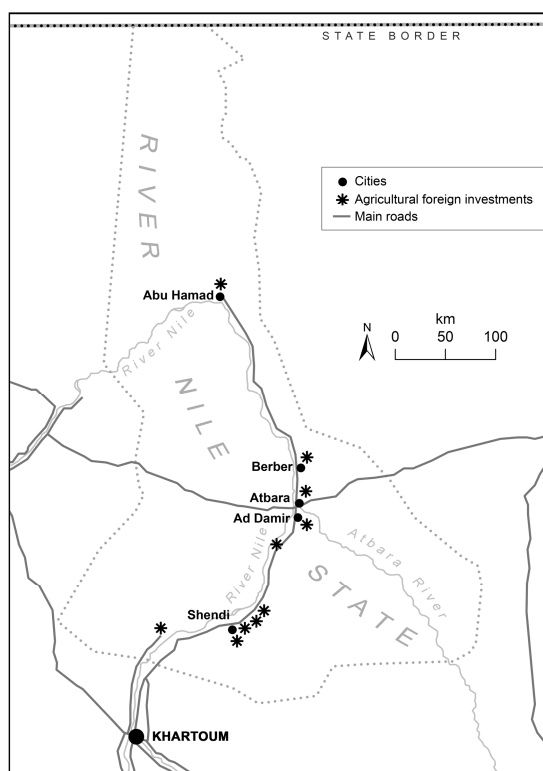 STATE BORDER
RIVER
Cities
Agricultural foreign investments
Main roads
Abu Hamad
River Nile
km
N
0 50 100
NILE
Berber
Atbara
Ad Damir
River Nile
Atbara River
STATE
Shendi
KHARTOUM